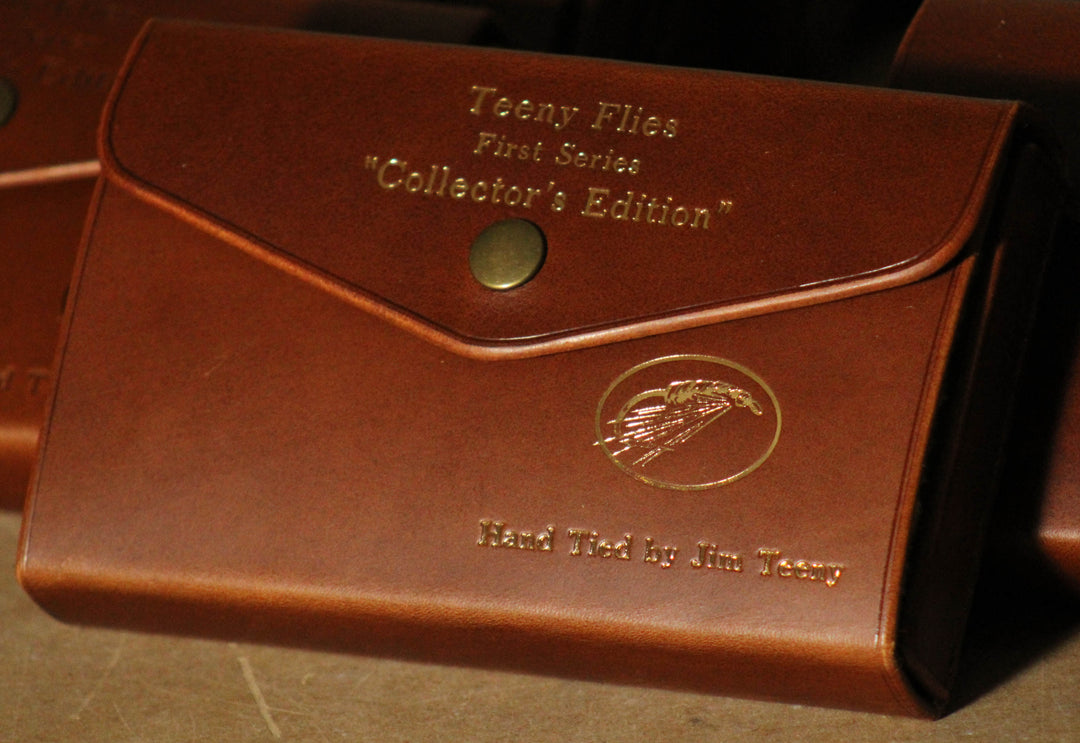 Teeny Flies
First Series
"Collector's Edition"
Hand Tied by Jim Teeny